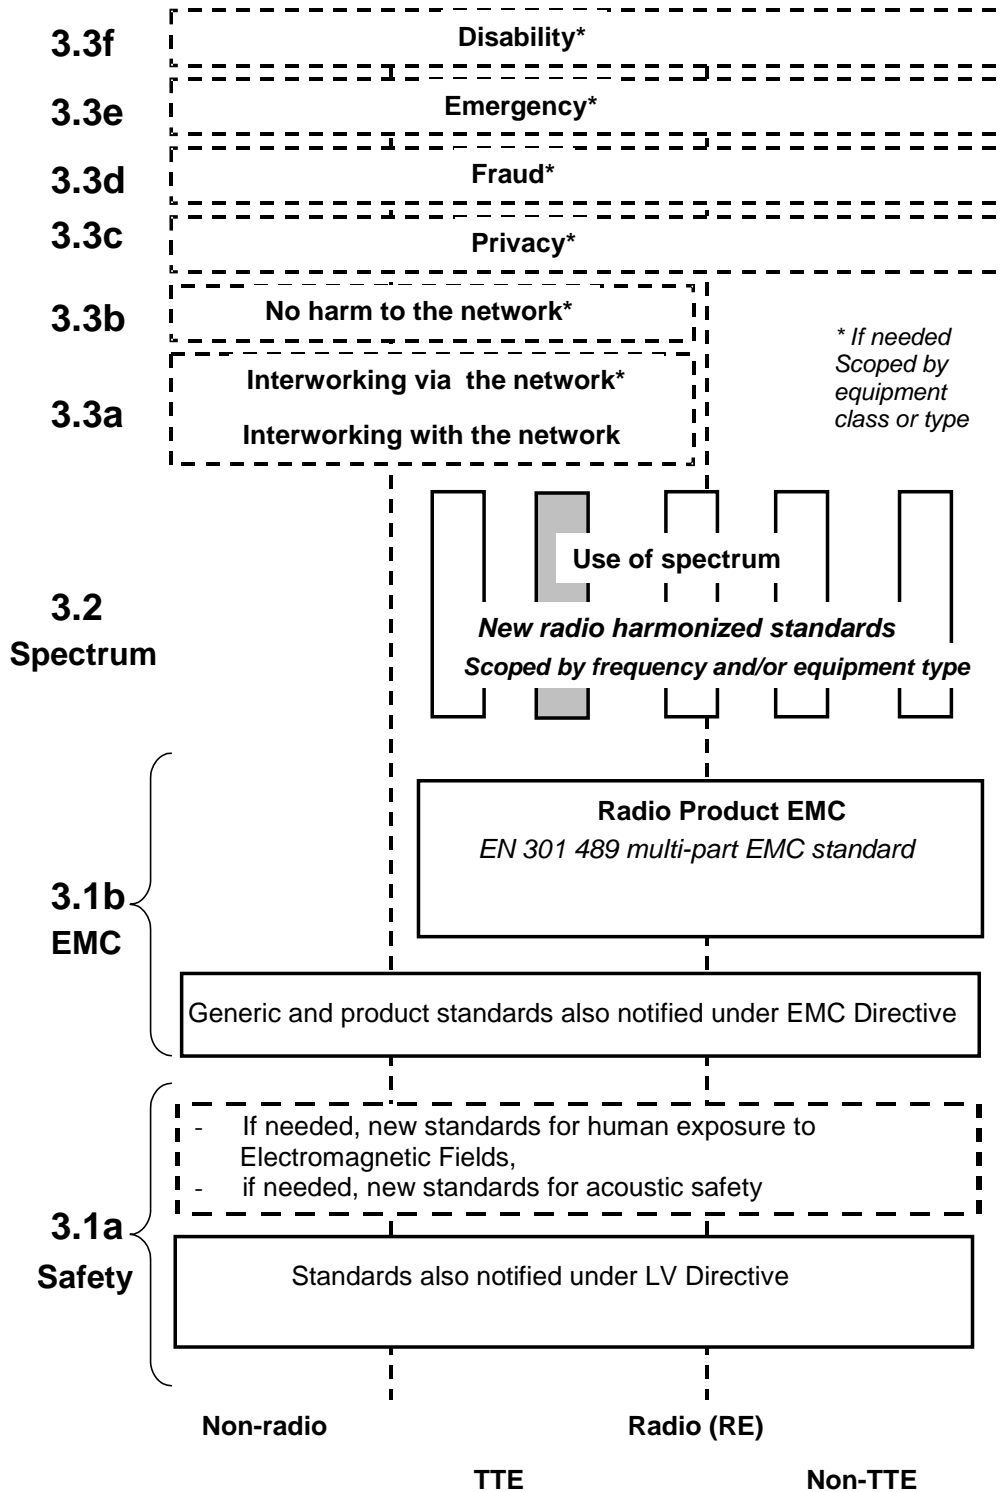 3.3f
Disability*
3.3e
Emergency*
3.3d
Fraud*
3.3c
Privacy*
3.3b
No harm to the network*
* If needed
Scoped by
equipment
class or type
3.3a
Interworking via the network*
Interworking with the network
3.2
Spectrum
Use of spectrum
New radio harmonized standards
Scoped by frequency and/or equipment type
3.1b
EMC
Radio Product EMC
EN 301 489 multi-part EMC standard
Generic and product standards also notified under EMC Directive
3.1a
Safety
- If needed, new standards for human exposure to
Electromagnetic Fields,
- if needed, new standards for acoustic safety
Standards also notified under LV Directive
Non-radio
Radio (RE)
TTE
Non-TTE